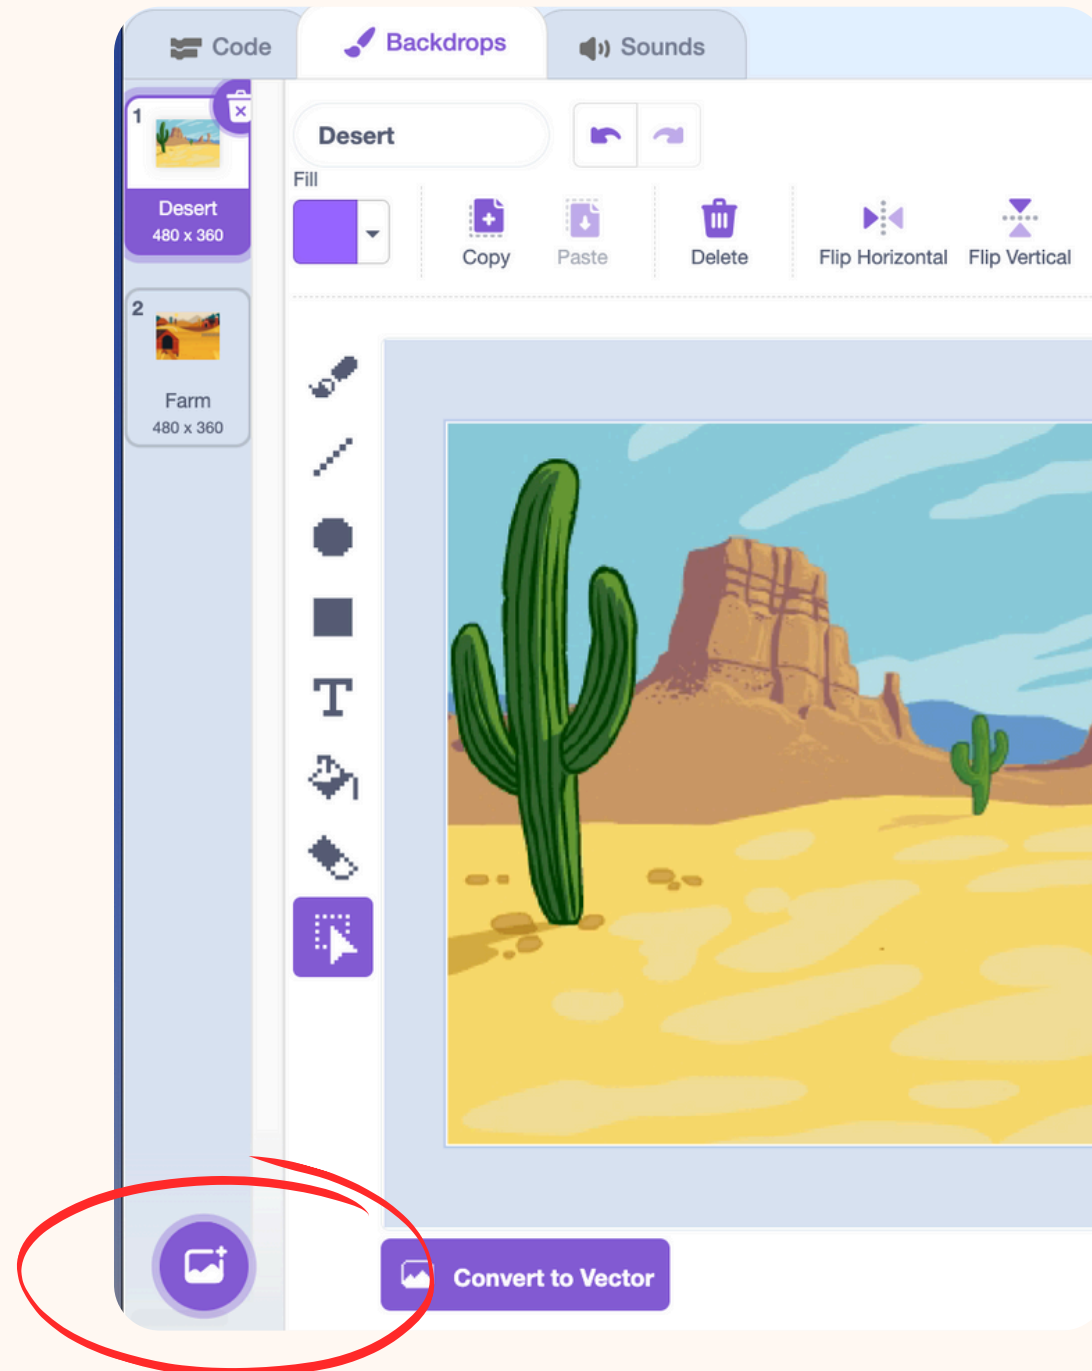 Code
Backdrops
Sounds
1
Desert
480 x 360
2
Farm
480 x 360
Desert
Fill
Copy
Paste
Delete
Flip Horizontal
Flip Vertical
T
Convert to Vector